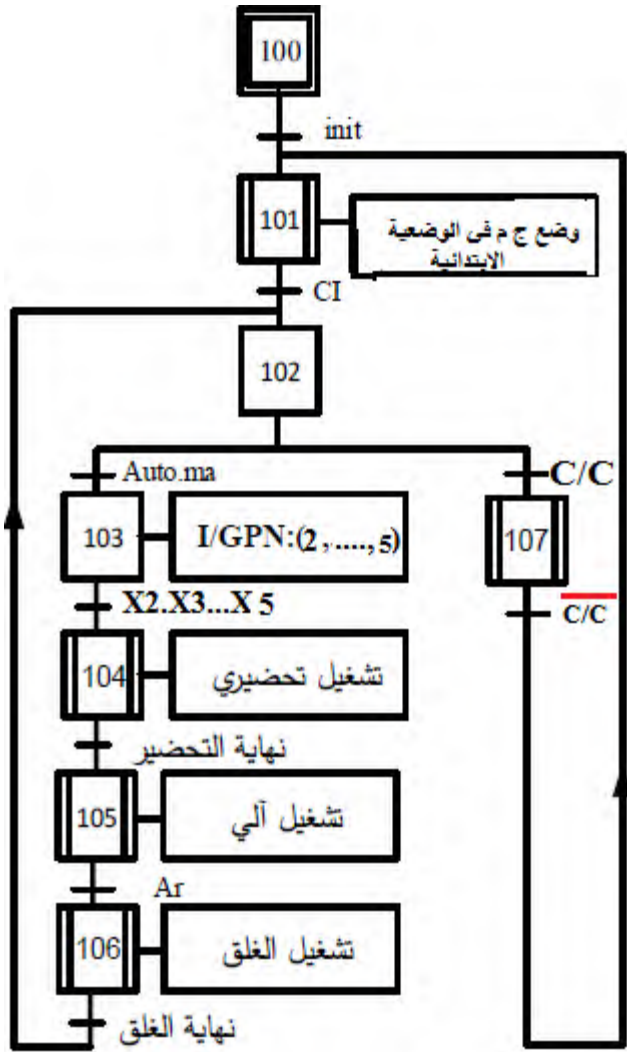 100
init
101
وضع ج م في الوضعية
الابتدائية
CI
102
Auto.ma
C/C
103
I/GPN:(2,....,5)
107
X2.X3...X5
C/C
104
تشغيل تحضيري
نهاية التحضير
105
تشغيل آلي
Ar
106
تشغيل الغلق
نهاية الغلق